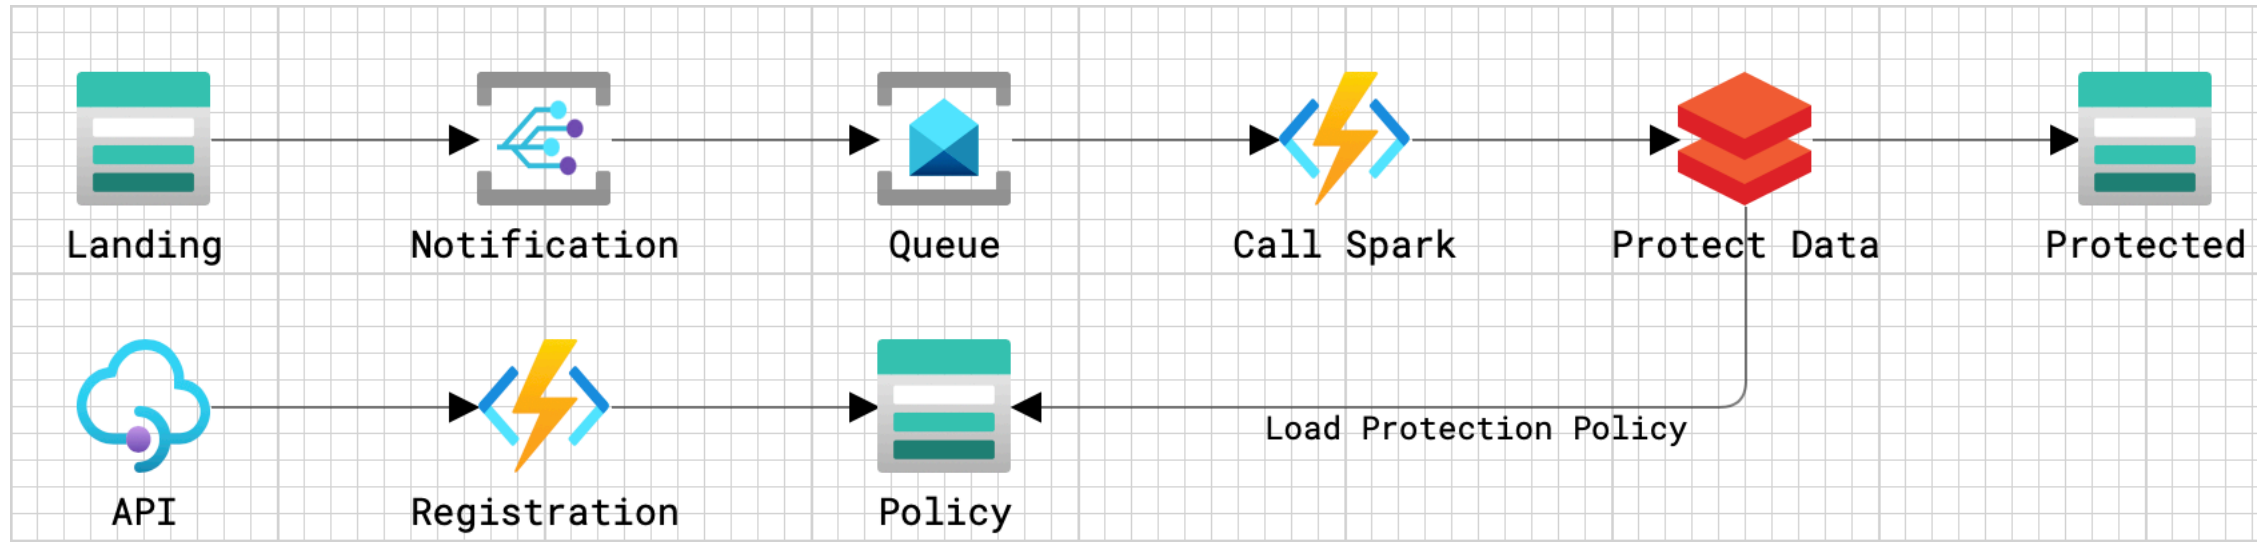 Landing
Notification
Queue
Call Spark
Protect Data
Protected
Load Protection Policy
API
Registration
Policy